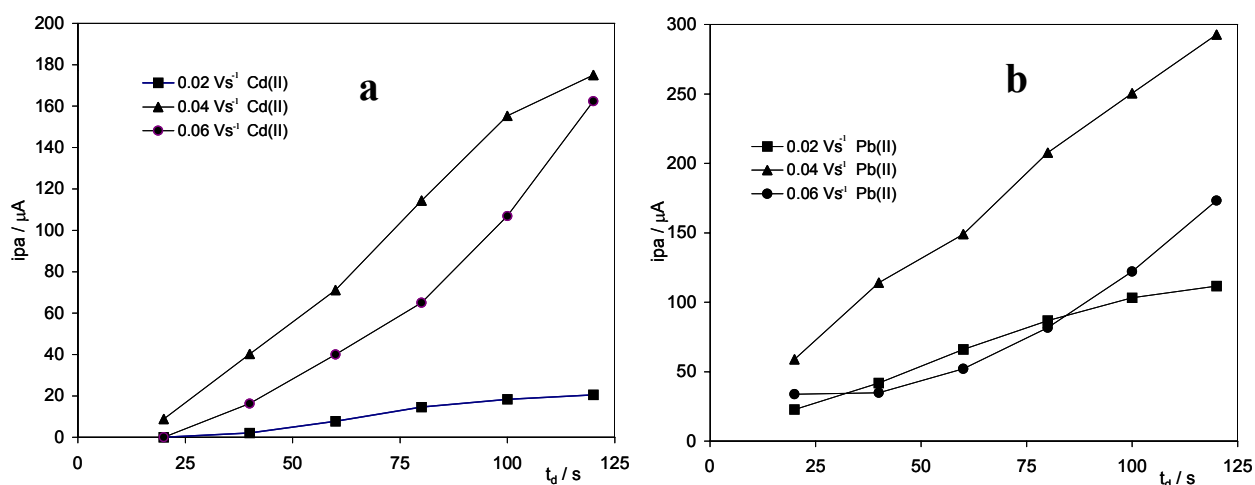 a
0.02 Vs⁻¹ Cd(II)
0.04 Vs⁻¹ Cd(II)
0.06 Vs⁻¹ Cd(II)
ipa / μA
200
180
160
140
120
100
80
60
40
20
0
0 25 50 75 100 125
t_d / s
b
0.02 Vs⁻¹ Pb(II)
0.04 Vs⁻¹ Pb(II)
0.06 Vs⁻¹ Pb(II)
ipa / μA
300
250
200
150
100
50
0
0 25 50 75 100 125
t_d / s